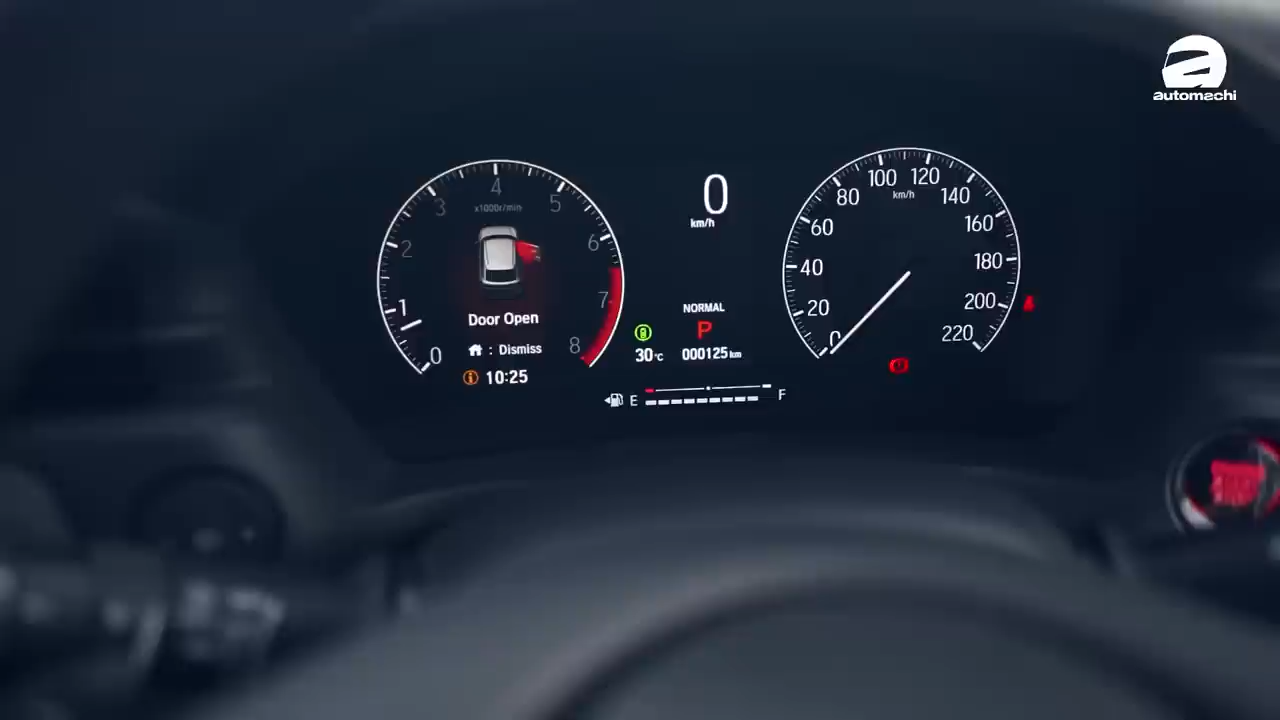 automachi
4
3
5
x1000r/min
2
6
1
7
0
8
Door Open
: Dismiss
10:25
0
km/h
NORMAL
P
30°C
000125 km
E
F
100
120
80
km/h
140
60
160
40
180
20
200
0
220